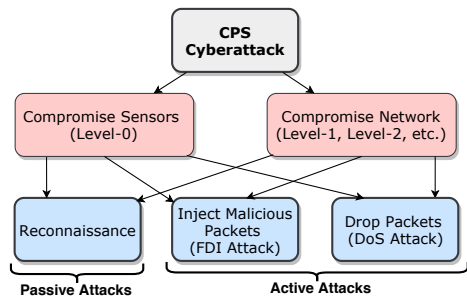 CPS
Cyberattack
Compromise Sensors
(Level-0)
Compromise Network
(Level-1, Level-2, etc.)
Reconnaissance
Inject Malicious
Packets
(FDI Attack)
Drop Packets
(DoS Attack)
Passive Attacks
Active Attacks